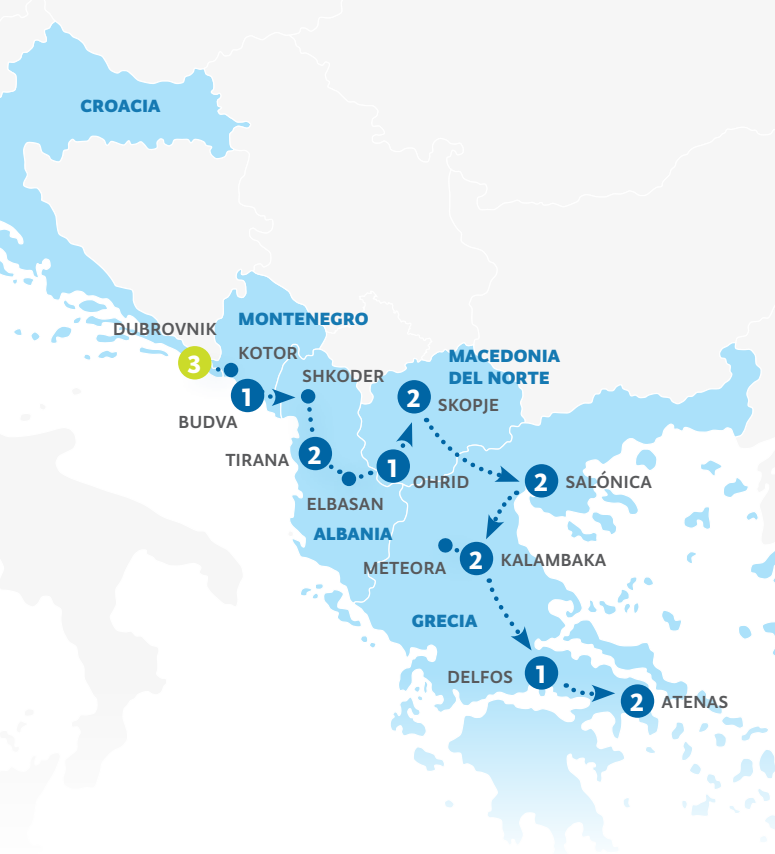 CROACIA
DUBROVNIK
MONTENEGRO
3
KOTOR
1
BUDVA
SHKODER
MACEDONIA
DEL NORTE
2
SKOPJE
TIRANA
2
1
OHRID
ELBASAN
2
SALÓNICA
ALBANIA
METEORA
2
KALAMBAKA
GRECIA
DELFOS
1
2
ATENAS